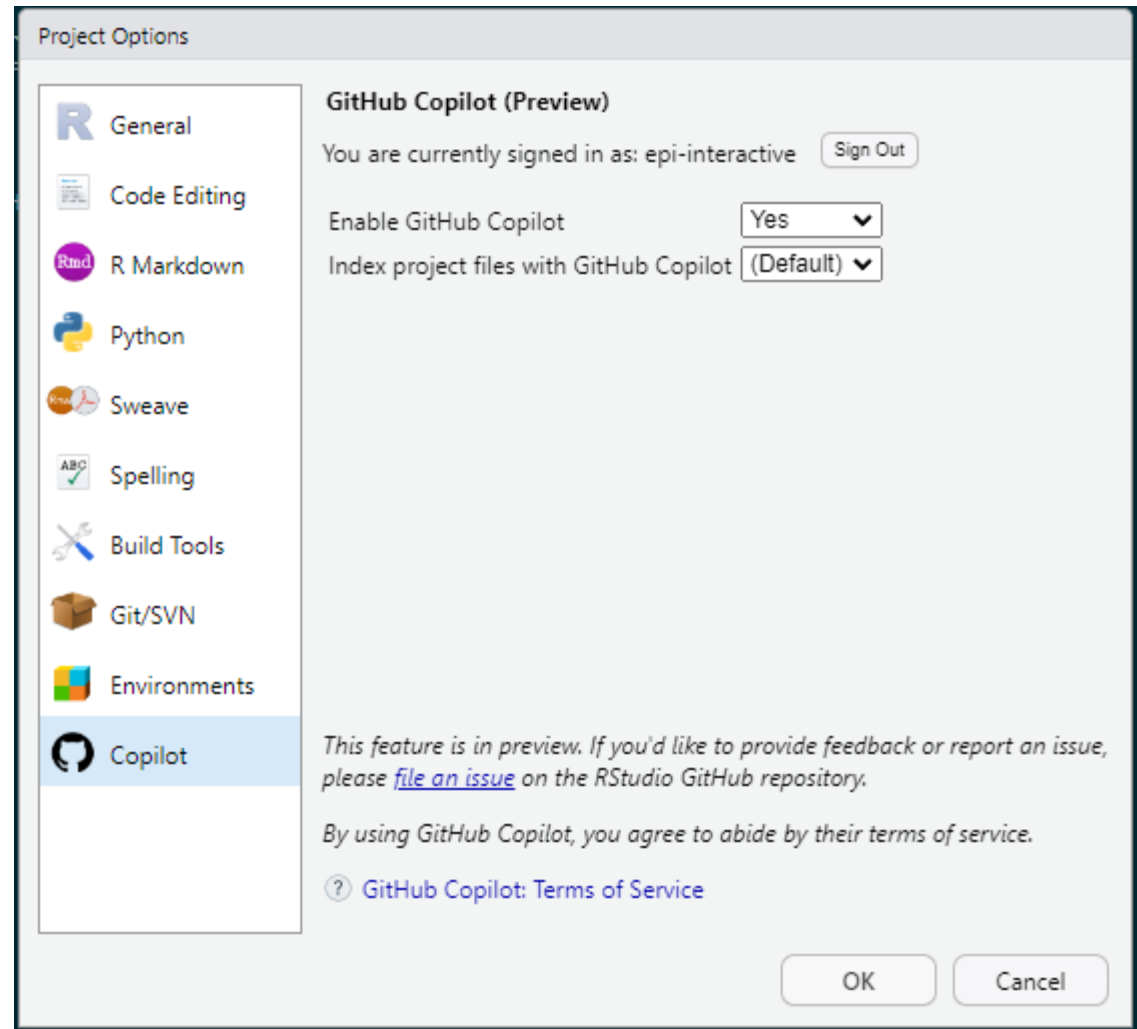 Project Options
General
Code Editing
Rmd R Markdown
Python
Rnw Sweave
ABC Spelling
Build Tools
Git/SVN
Environments
Copilot
GitHub Copilot (Preview)
You are currently signed in as: epi-interactive Sign Out
Enable GitHub Copilot Yes
Index project files with GitHub Copilot (Default)
This feature is in preview. If you'd like to provide feedback or report an issue,
please file an issue on the RStudio GitHub repository.
By using GitHub Copilot, you agree to abide by their terms of service.
? GitHub Copilot: Terms of Service
OK Cancel